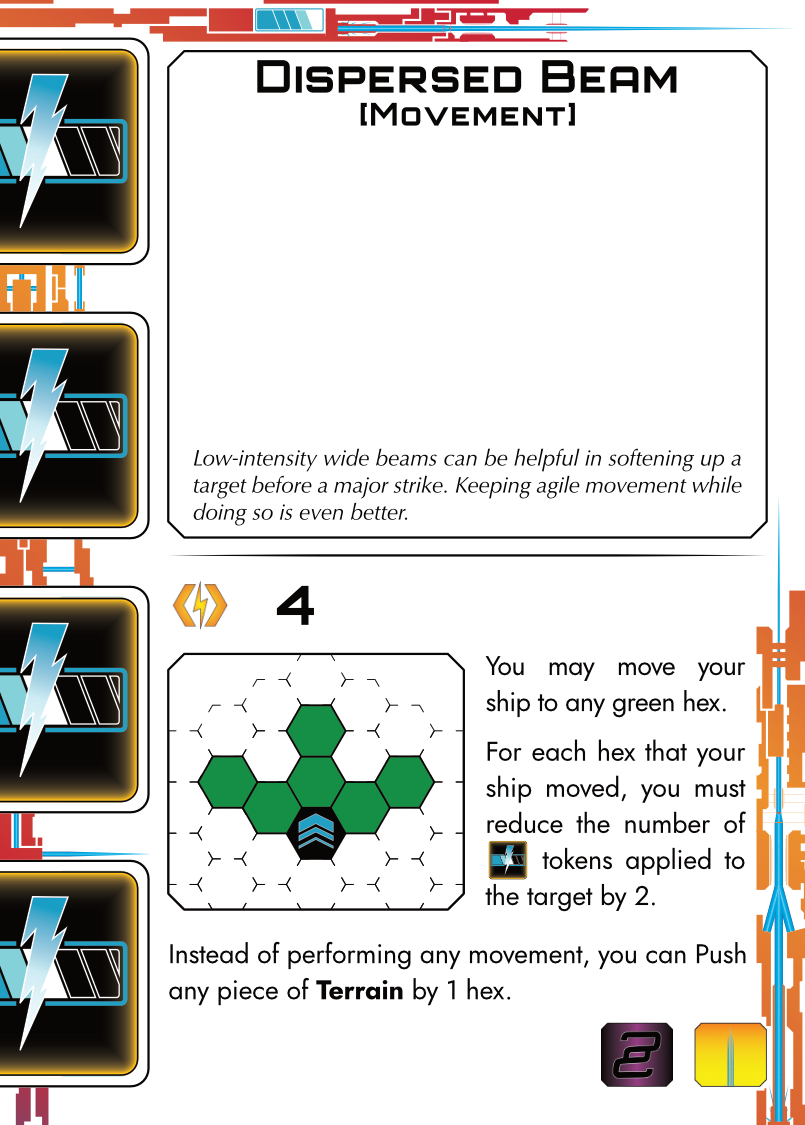 Dispersed Beam
[Movement]
Low-intensity wide beams can be helpful in softening up a
target before a major strike. Keeping agile movement while
doing so is even better.
4
You may move your
ship to any green hex.
For each hex that your
ship moved, you must
reduce the number of
tokens applied to
the target by 2.
Instead of performing any movement, you can Push
any piece of Terrain by 1 hex.
2